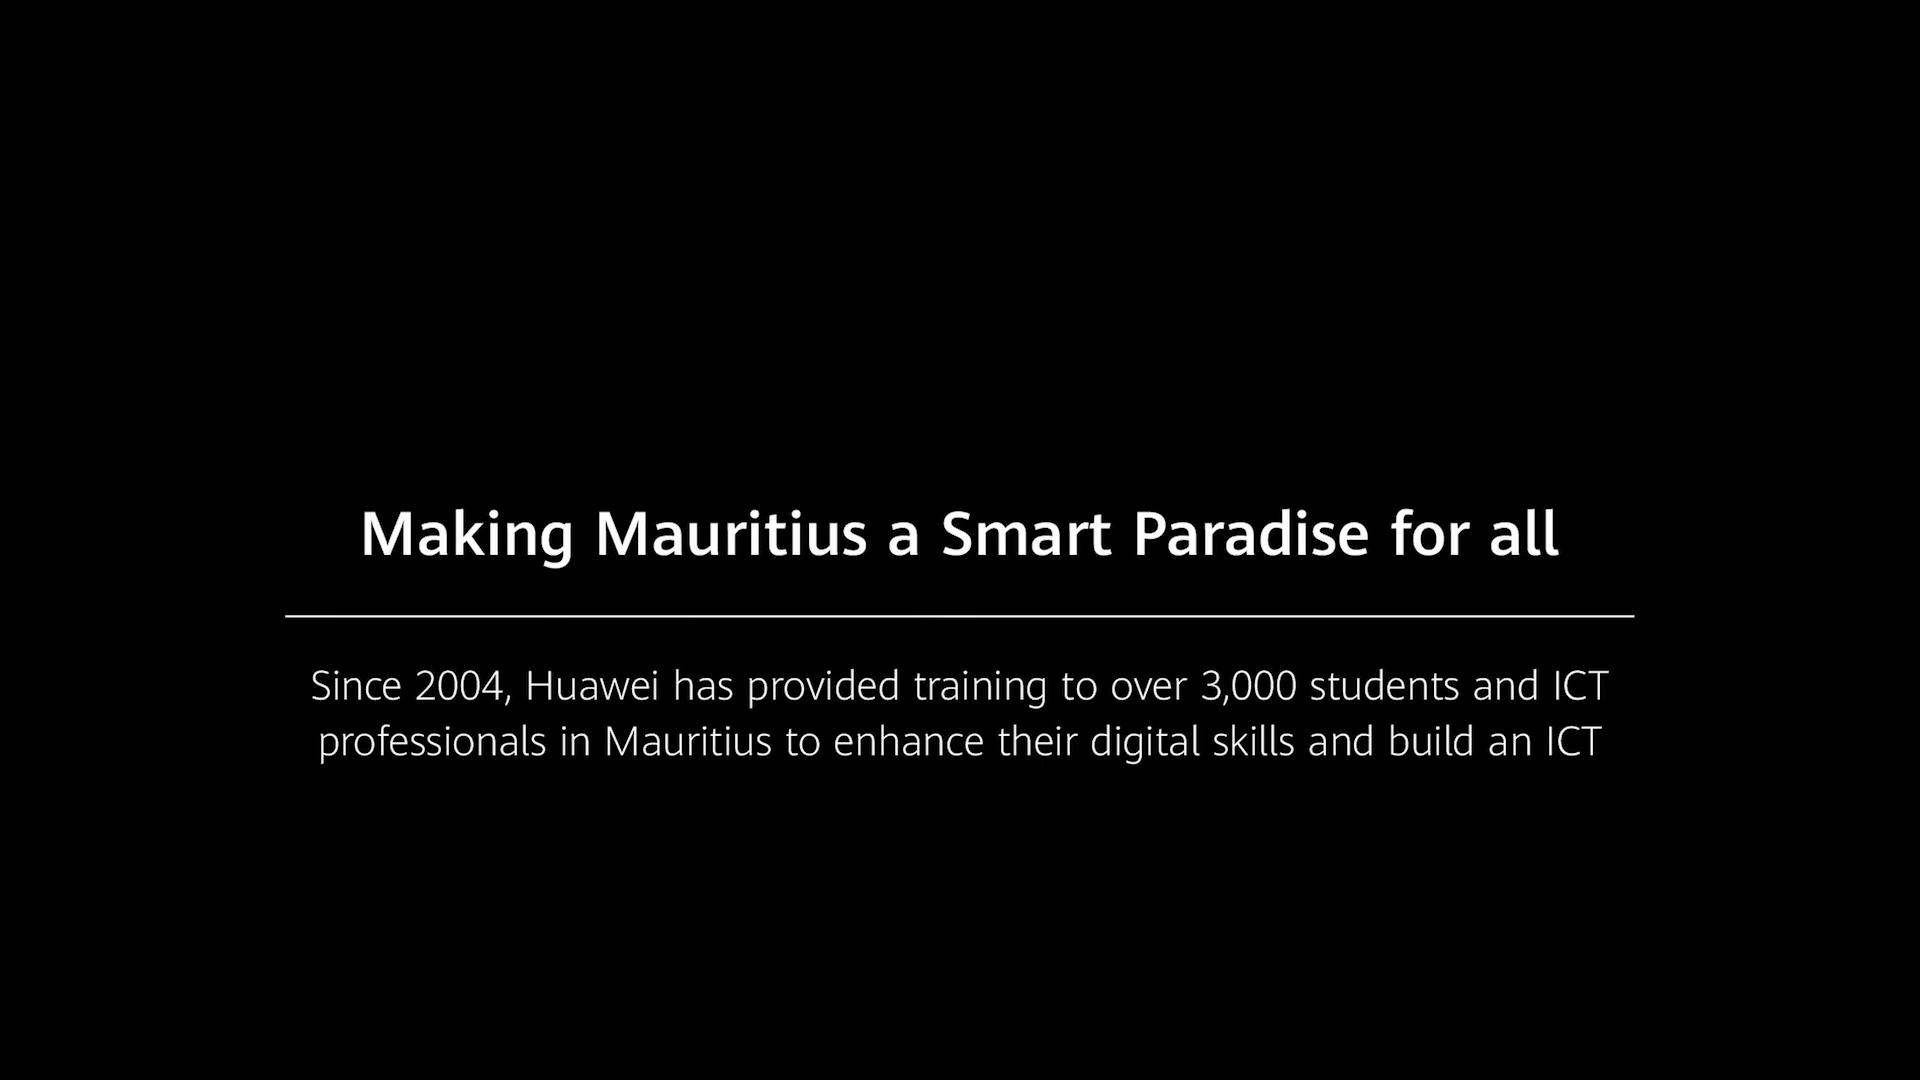 Making Mauritius a Smart Paradise for all
Since 2004, Huawei has provided training to over 3,000 students and ICT
professionals in Mauritius to enhance their digital skills and build an ICT